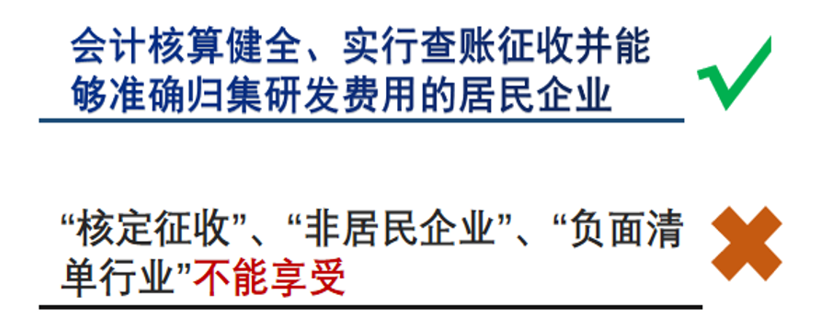 会计核算健全、实行查账征收并能
够准确归集研发费用的居民企业
“核定征收”、“非居民企业”、“负面清
单行业”不能享受